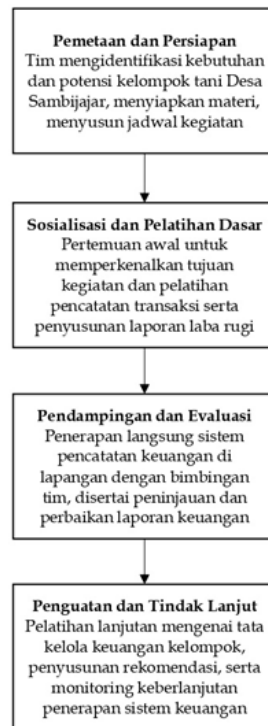 Pemetaan dan Persiapan
Tim mengidentifikasi kebutuhan
dan potensi kelompok tani Desa
Sambijajar, menyiapkan materi,
menyusun jadwal kegiatan
Sosialisasi dan Pelatihan Dasar
Pertemuan awal untuk
memperkenalkan tujuan
kegiatan dan pelatihan
pencatatan transaksi serta
penyusunan laporan laba rugi
Pendampingan dan Evaluasi
Penerapan langsung sistem
pencatatan keuangan di
lapangan dengan bimbingan
tim, disertai peninjauan dan
perbaikan laporan keuangan
Penguatan dan Tindak Lanjut
Pelatihan lanjutan mengenai tata
kelola keuangan kelompok,
penyusunan rekomendasi, serta
monitoring keberlanjutan
penerapan sistem keuangan